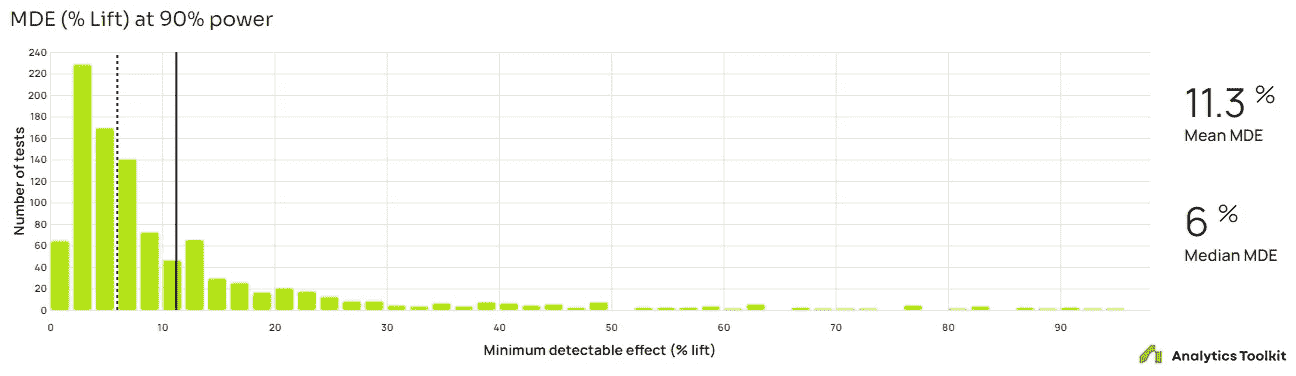 MDE (% Lift) at 90% power
240
220
200
180
160
140
120
100
80
60
40
20
0
Number of tests
0 10 20 30 40 50 60 70 80 90
Minimum detectable effect (% lift)
11.3 %
Mean MDE
6 %
Median MDE
Analytics Toolkit